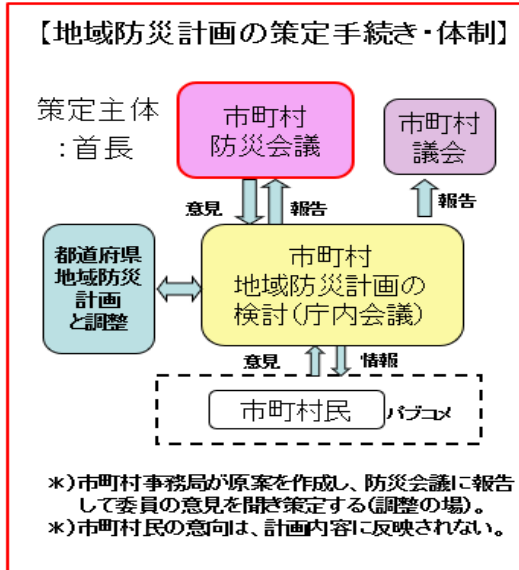 【地域防災計画の策定手続き・体制】
策定主体
:首長
市町村
防災会議
市町村
議会
意見
報告
報告
都道府県
地域防災
計画
と調整
市町村
地域防災計画の
検討(庁内会議)
意見
情報
市町村民
パブコメ
*)市町村事務局が原案を作成し、防災会議に報告
して委員の意見を聞き策定する(調整の場)。
*)市町村民の意向は、計画内容に反映されない。